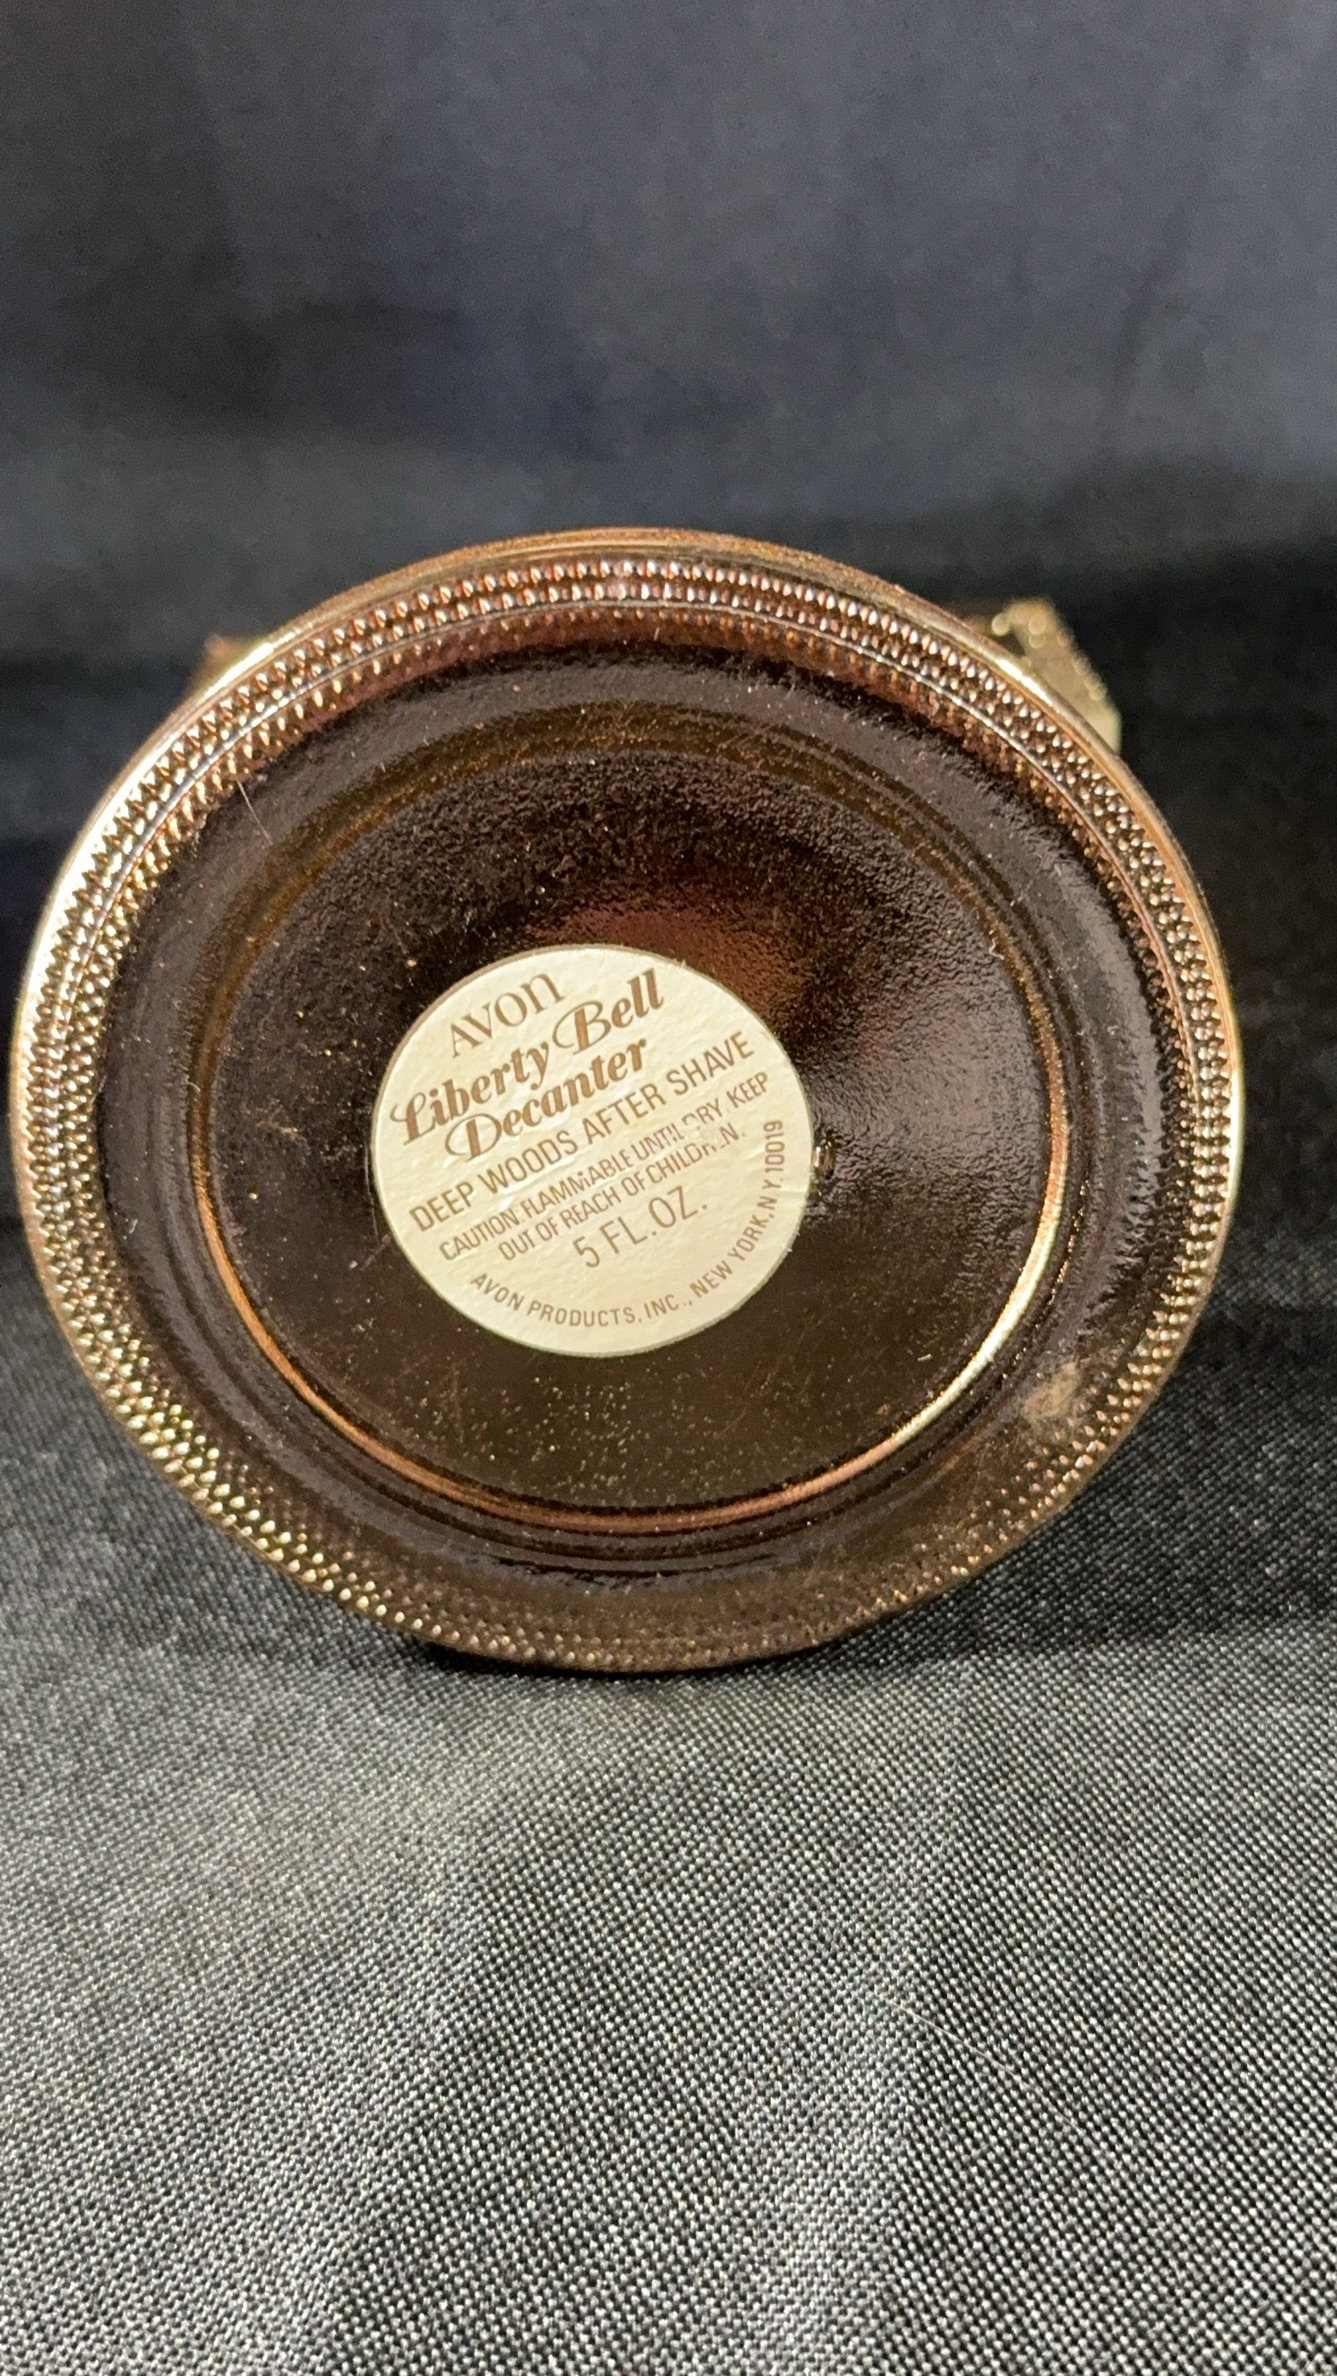 AVON
Liberty Bell
Decanter
DEEP WOODS AFTER SHAVE
CAUTION: FLAMMABLE UNTIL DRY. KEEP
OUT OF REACH OF CHILDREN.
5 FL. OZ.
AVON PRODUCTS, INC., NEW YORK, N.Y. 10019